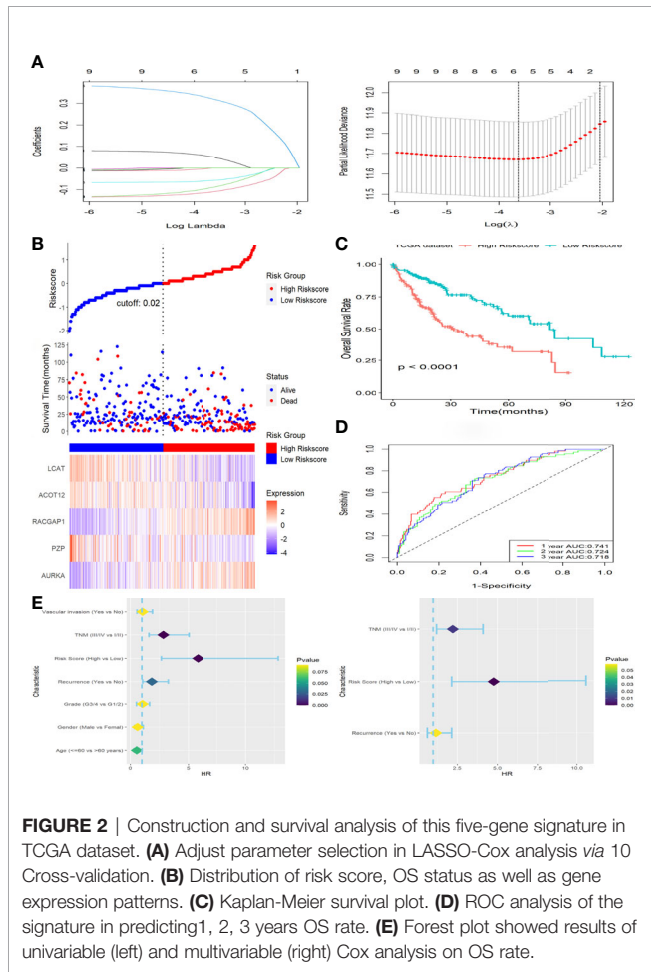 A
9 9 6 5 1
Coefficients
0.3
0.2
0.1
0.0
-0.1
-6 -5 -4 -3 -2
Log Lambda
9 9 9 8 8 6 6 5 5 4 2
Partial Likelihood Deviance
12.0
11.9
11.8
11.7
11.6
11.5
-6 -5 -4 -3 -2
Log(λ)
B
Riskscore
1
0
-1
-2
cutoff: 0.02
Risk Group
High Riskscore
Low Riskscore
Survival Time(months)
125
100
75
50
25
0
Status
Alive
Dead
Risk Group
High Riskscore
Low Riskscore
LCAT
ACOT12
RACGAP1
PZP
AURKA
Expression
2
0
-2
-4
C
TCGA dataset High Riskscore Low Riskscore
Overall Survival Rate
1.00
0.75
0.50
0.25
0.00
p < 0.0001
0 30 60 90 120
Time(months)
D
Sensitivity
1.0
0.8
0.6
0.4
0.2
0.0
1 year AUC:0.741
2 year AUC:0.724
3 year AUC:0.718
0.0 0.2 0.4 0.6 0.8 1.0
1-Specificity
E
Characteristic
Vascular invasion (Yes vs No)
TNM (III/IV vs I/II)
Risk Score (High vs Low)
Recurrence (Yes vs No)
Grade (G3/4 vs G1/2)
Gender (Male vs Femal)
Age (<=60 vs >60 years)
0 5 10
HR
Pvalue
0.075
0.050
0.025
0.000
Characteristic
TNM (III/IV vs I/II)
Risk Score (High vs Low)
Recurrence (Yes vs No)
2.5 5.0 7.5 10.0
HR
Pvalue
0.05
0.04
0.03
0.02
0.01
0.00
FIGURE 2 | Construction and survival analysis of this five-gene signature in
TCGA dataset. (A) Adjust parameter selection in LASSO-Cox analysis via 10
Cross-validation. (B) Distribution of risk score, OS status as well as gene
expression patterns. (C) Kaplan-Meier survival plot. (D) ROC analysis of the
signature in predicting1, 2, 3 years OS rate. (E) Forest plot showed results of
univariable (left) and multivariable (right) Cox analysis on OS rate.